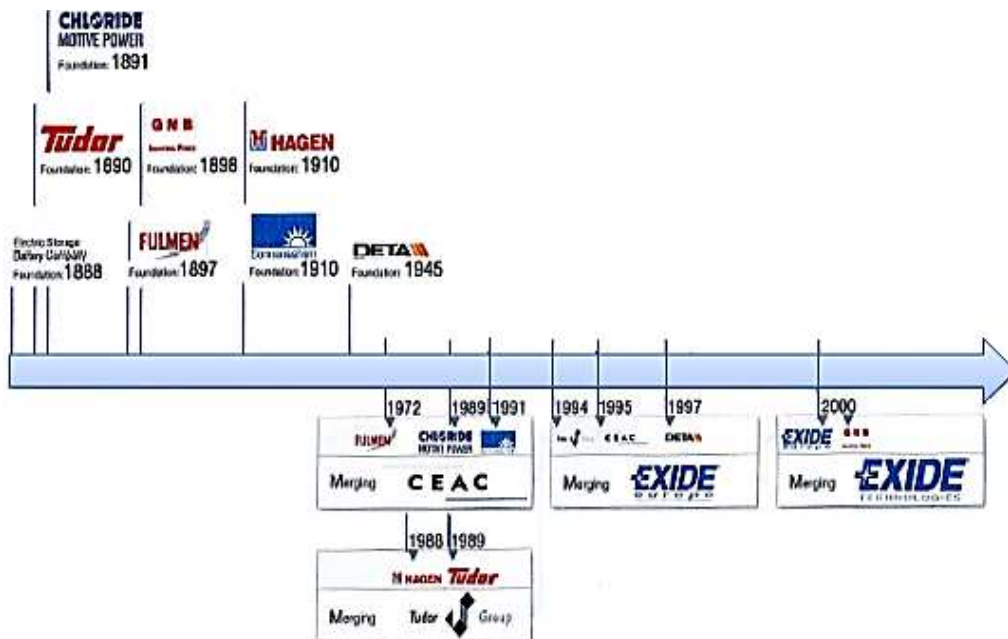 CHLORIDE
MOTIVE POWER
Foundation: 1891
Tudor
Foundation: 1890
GNB
Foundation: 1898
HAGEN
Foundation: 1910
Electric Storage
Battery Company
Foundation: 1888
FULMEN
Foundation: 1897
Foundation: 1910
DETA
Foundation: 1945
1972
1989
1991
1994
1995
1997
2000
FULMEN
CHLORIDE
MOTIVE POWER
Merging
CEAC
CEAC
DETA
Merging
EXIDE
europe
EXIDE
europe
GNB
Merging
EXIDE
TECHNOLOGIES
1988
1989
HAGEN
Tudor
Merging
Tudor Group